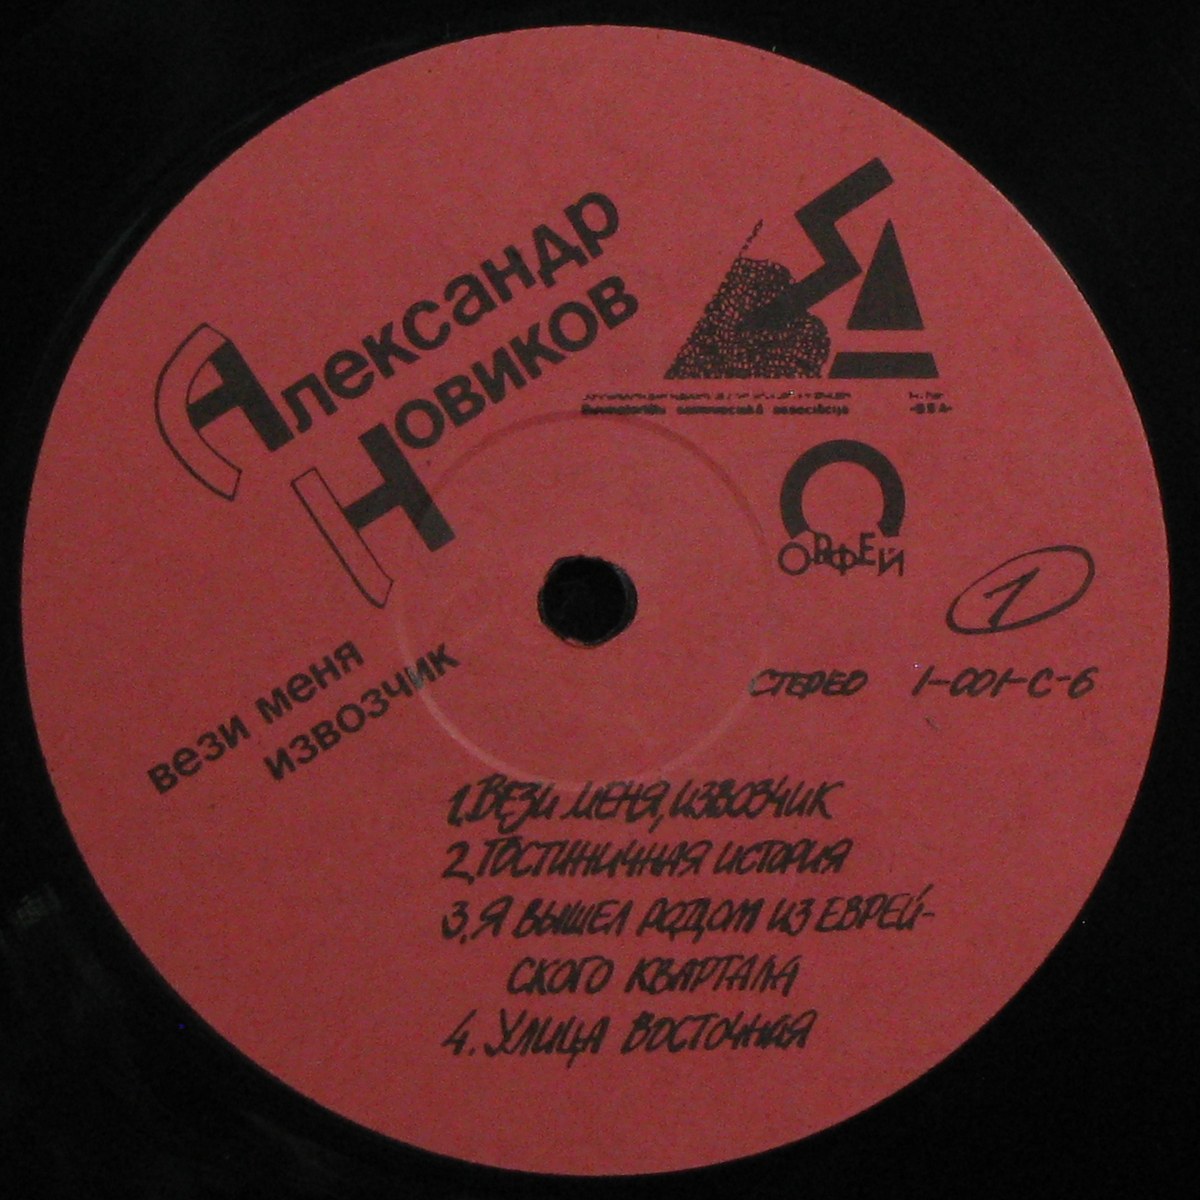 Александр
Новиков
вези меня
извозчик
ОРФЕЙ
1
СТЕРЕО 1-001-С-6
1. ВЕЗИ МЕНЯ, ИЗВОЗЧИК
2. ГОСТИНИЧНАЯ ИСТОРИЯ
3. Я ВЫШЕЛ РОДОМ ИЗ ЕВРЕЙ-
СКОГО КВАРТАЛА
4. УЛИЦА ВОСТОЧНАЯ